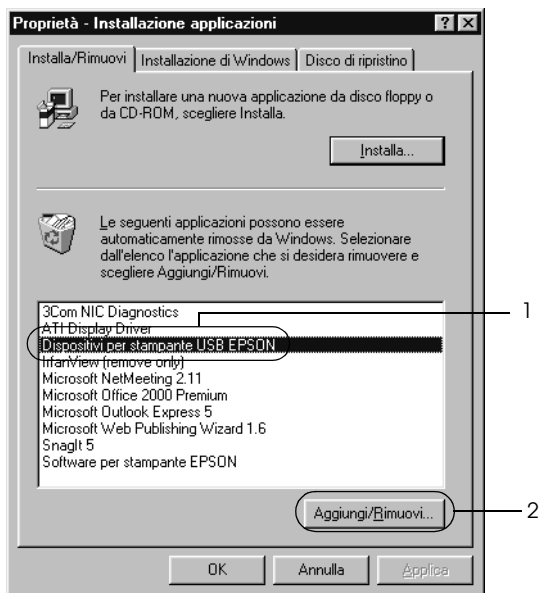 Proprietà - Installazione applicazioni
Installa/Rimuovi
Installazione di Windows
Disco di ripristino
Per installare una nuova applicazione da disco floppy o
da CD-ROM, scegliere Installa.
Installa...
Le seguenti applicazioni possono essere
automaticamente rimosse da Windows. Selezionare
dall'elenco l'applicazione che si desidera rimuovere e
scegliere Aggiungi/Rimuovi.
3Com NIC Diagnostics
ATI Display Driver
Dispositivi per stampante USB EPSON
IrfanView (remove only)
Microsoft NetMeeting 2.11
Microsoft Office 2000 Premium
Microsoft Outlook Express 5
Microsoft Web Publishing Wizard 1.6
SnagIt 5
Software per stampante EPSON
1
Aggiungi/Rimuovi...
2
OK
Annulla
Applica